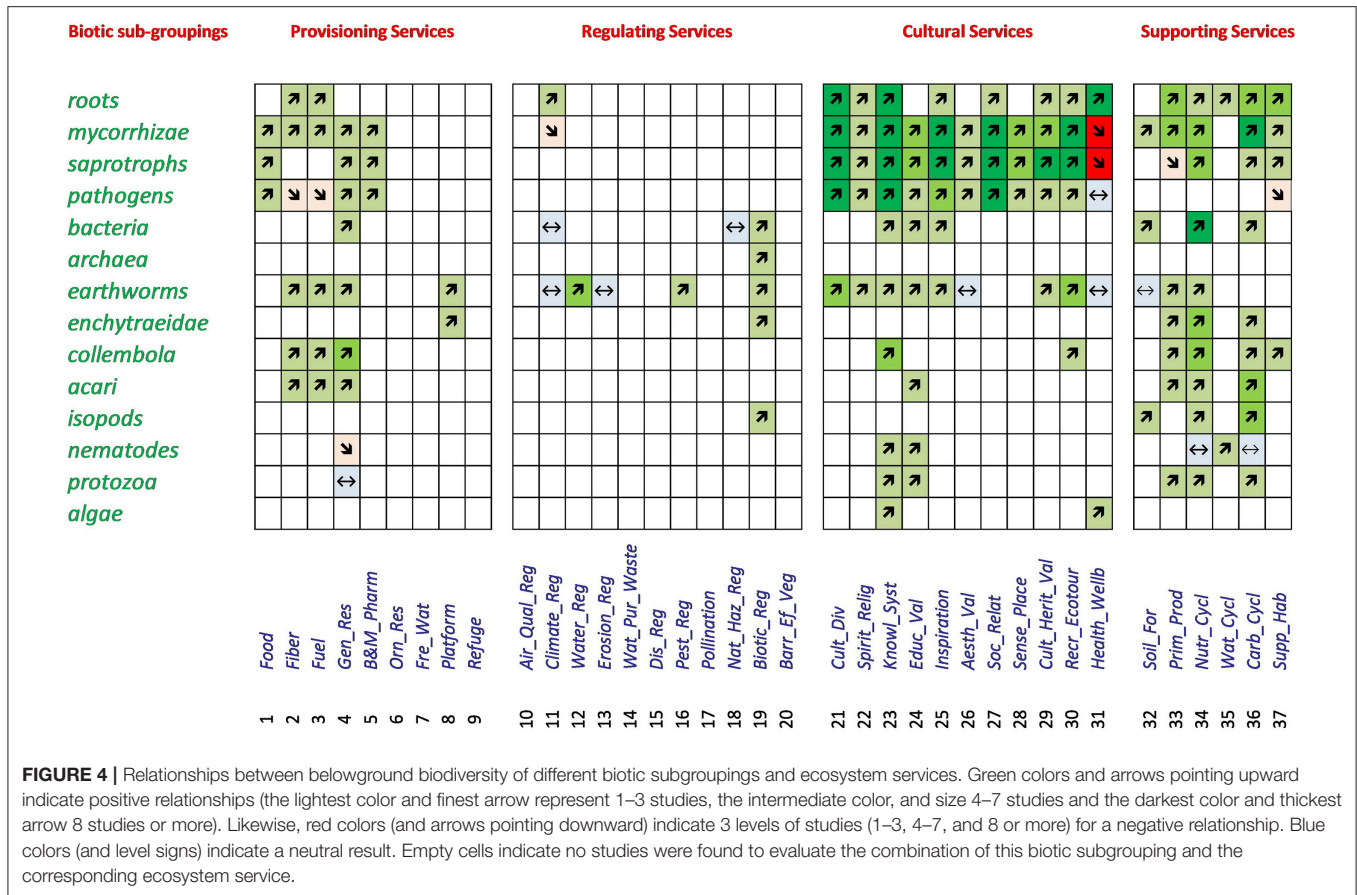 Biotic sub-groupings Provisioning Services Regulating Services Cultural Services Supporting Services
roots
mycorrhizae
saprotrophs
pathogens
bacteria
archaea
earthworms
enchytraeidae
collembola
acari
isopods
nematodes
protozoa
algae
Food Fiber Fuel Gen_Res B&M_Pharm Orn_Res Fre_Wat Platform Refuge Air_Qual_Reg Climate_Reg Water_Reg Erosion_Reg Wat_Pur_Waste Dis_Reg Pest_Reg Pollination Nat_Haz_Reg Biotic_Reg Barr_Ef_Veg Cult_Div Spirit_Relig Knowl_Syst Educ_Val Inspiration Aesth_Val Soc_Relat Sense_Place Cult_Herit_Val Recr_Ecotour Health_Wellb Soil_For Prim_Prod Nutr_Cycl Wat_Cycl Carb_Cycl Supp_Hab
1 2 3 4 5 6 7 8 9 10 11 12 13 14 15 16 17 18 19 20 21 22 23 24 25 26 27 28 29 30 31 32 33 34 35 36 37
FIGURE 4 | Relationships between belowground biodiversity of different biotic subgroupings and ecosystem services. Green colors and arrows pointing upward
indicate positive relationships (the lightest color and finest arrow represent 1–3 studies, the intermediate color, and size 4–7 studies and the darkest color and thickest
arrow 8 studies or more). Likewise, red colors (and arrows pointing downward) indicate 3 levels of studies (1–3, 4–7, and 8 or more) for a negative relationship. Blue
colors (and level signs) indicate a neutral result. Empty cells indicate no studies were found to evaluate the combination of this biotic subgrouping and the
corresponding ecosystem service.